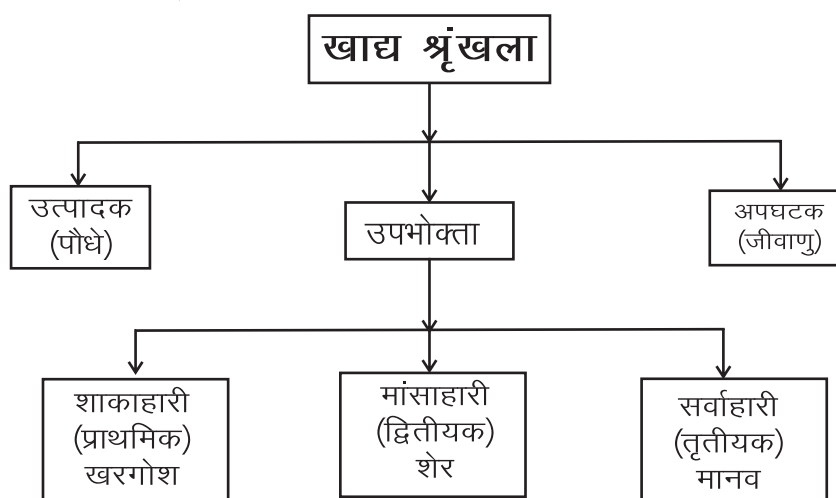 खाद्य श्रृंखला
उत्पादक
(पौधे)
उपभोक्ता
अपघटक
(जीवाणु)
शाकाहारी
(प्राथमिक)
खरगोश
मांसाहारी
(द्वितीयक)
शेर
सर्वाहारी
(तृतीयक)
मानव